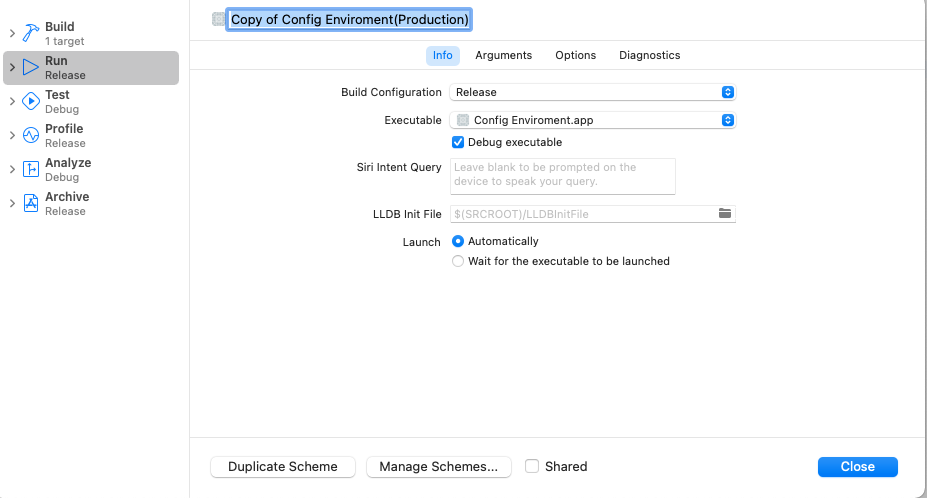 Copy of Config Enviroment(Production)
Build
1 target
Run
Release
Test
Debug
Profile
Release
Analyze
Debug
Archive
Release
Info Arguments Options Diagnostics
Build Configuration Release
Executable Config Enviroment.app
Debug executable
Siri Intent Query Leave blank to be prompted on the
device to speak your query.
LLDB Init File $(SRCROOT)/LLDBInitFile
Launch Automatically
Wait for the executable to be launched
Duplicate Scheme Manage Schemes... Shared Close